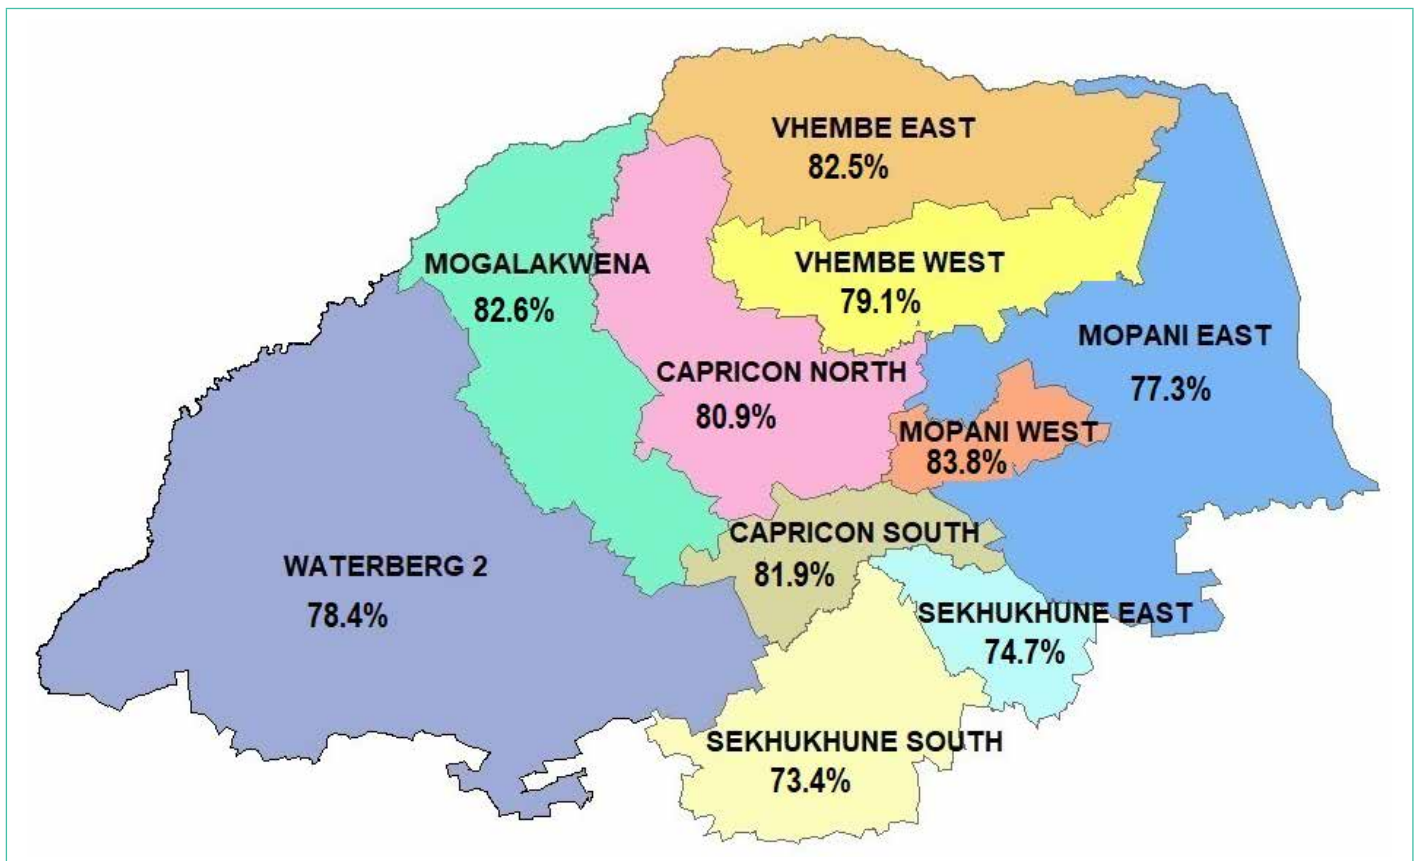 VHEMBE EAST
82.5%
MOGALAKWENA
82.6%
VHEMBE WEST
79.1%
MOPANI EAST
77.3%
CAPRICON NORTH
80.9%
MOPANI WEST
83.8%
CAPRICON SOUTH
81.9%
WATERBERG 2
78.4%
SEKHUKHUNE EAST
74.7%
SEKHUKHUNE SOUTH
73.4%